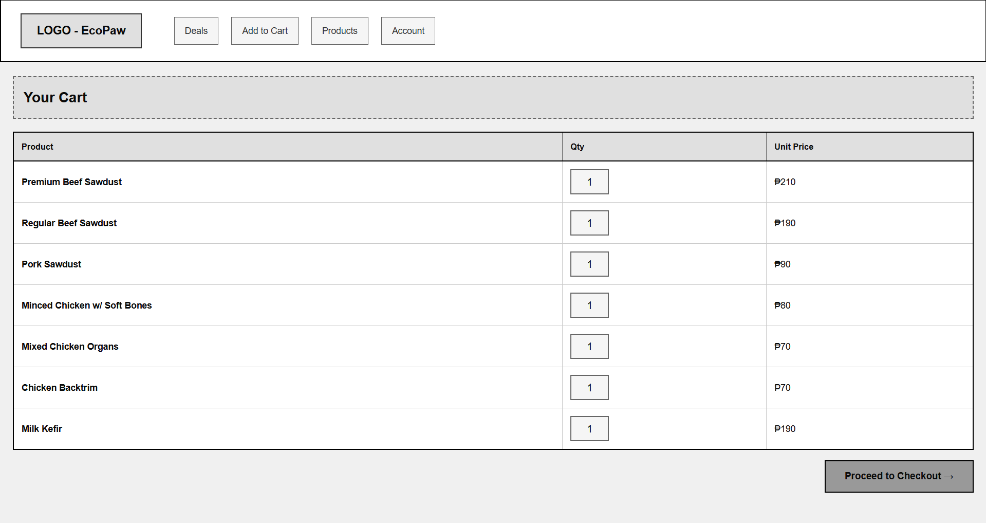 LOGO - EcoPaw
Deals
Add to Cart
Products
Account
Your Cart
Product Qty Unit Price
Premium Beef Sawdust 1 ₱210
Regular Beef Sawdust 1 ₱190
Pork Sawdust 1 ₱90
Minced Chicken w/ Soft Bones 1 ₱80
Mixed Chicken Organs 1 ₱70
Chicken Backtrim 1 ₱70
Milk Kefir 1 ₱190
Proceed to Checkout →